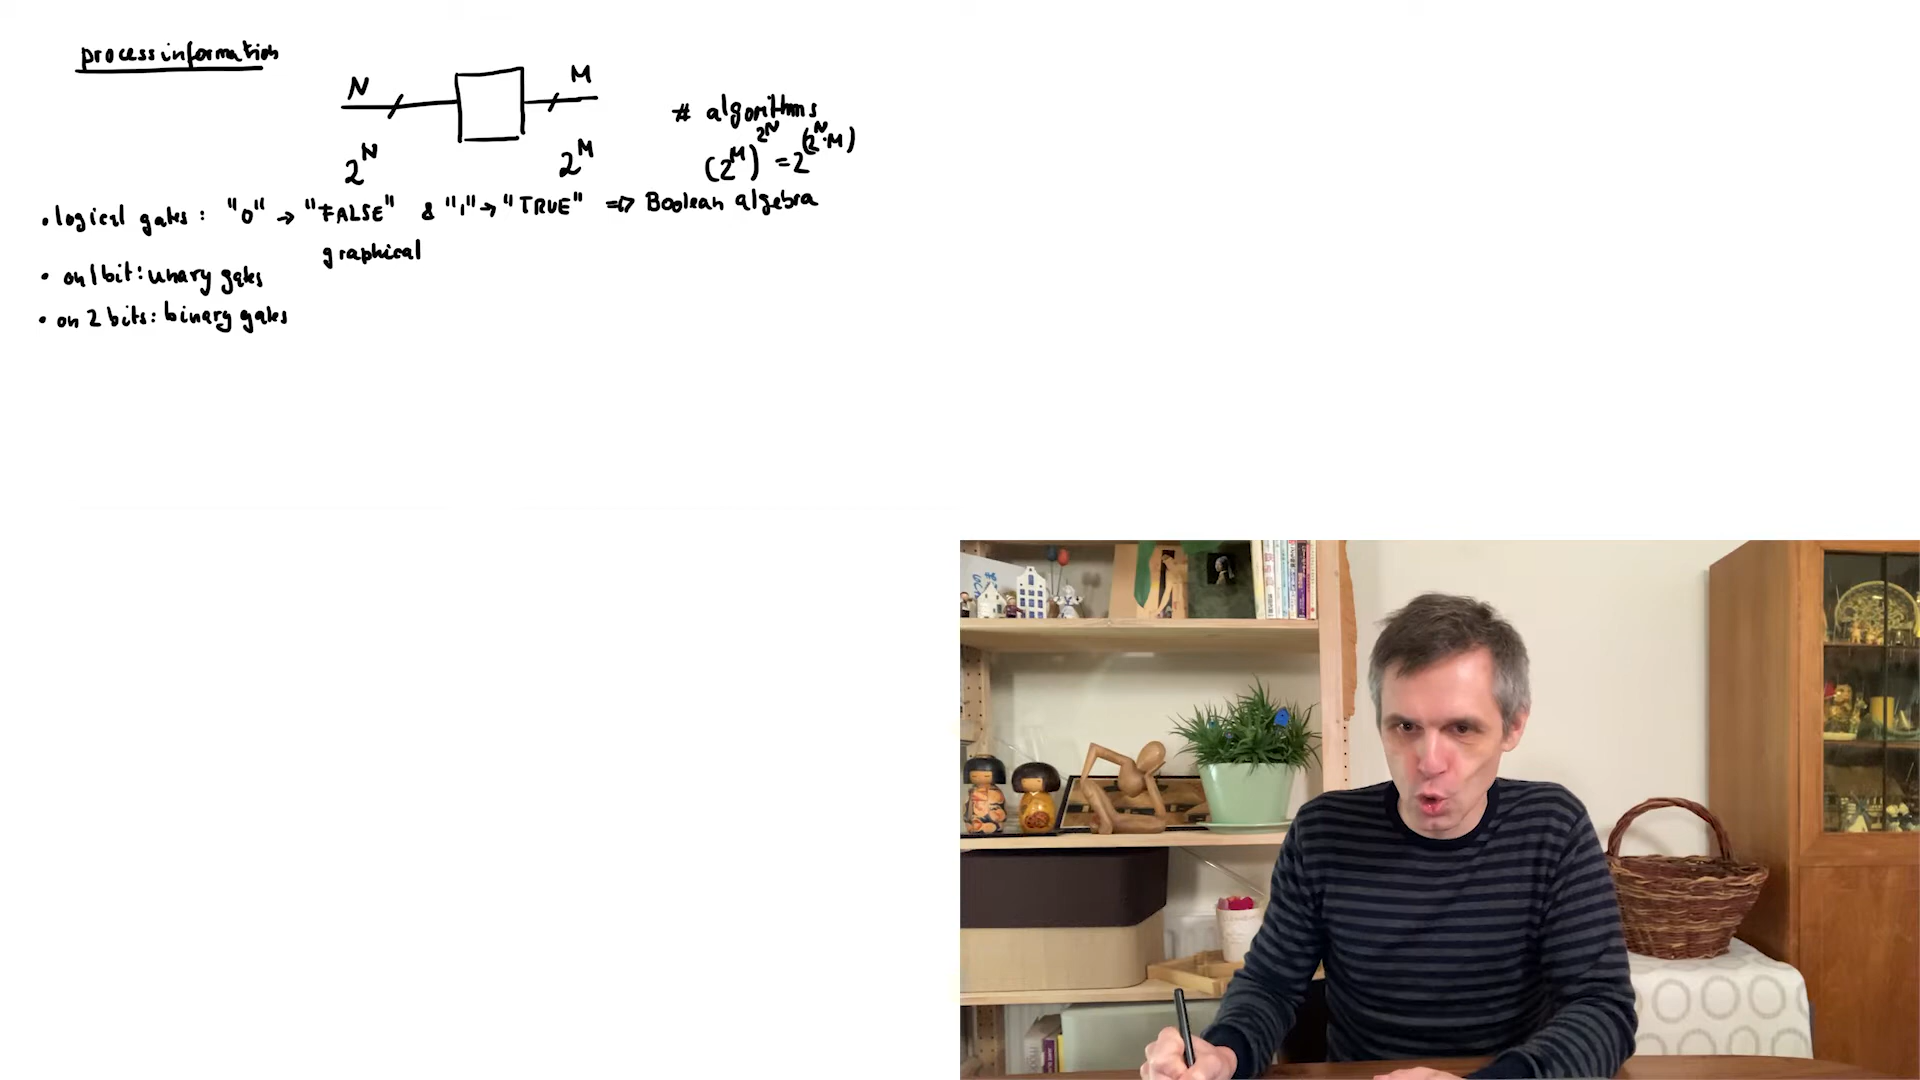 process information
N M
# algorithms
2^N 2^M (2^M)^2^N = 2^(2^N·M)
• logical gates : "0" → "FALSE" & "1" → "TRUE" => Boolean algebra
graphical
• on 1 bit : unary gates
• on 2 bits : binary gates